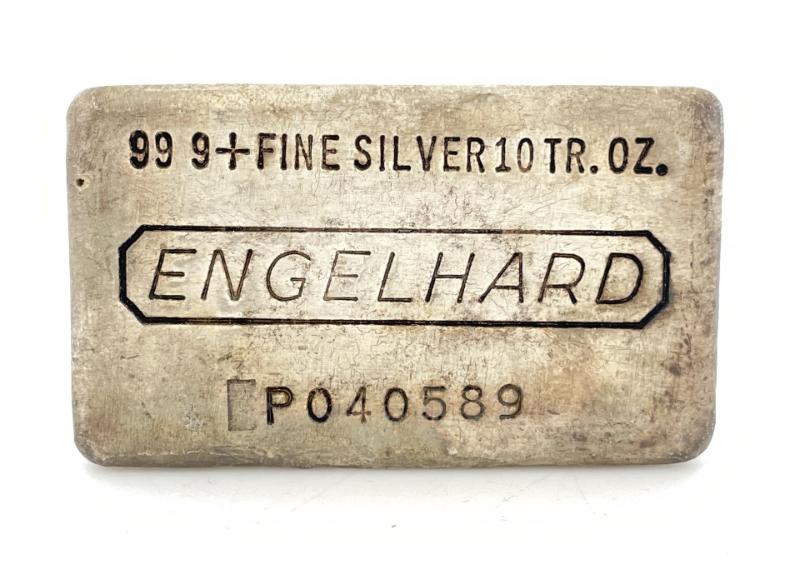 99 9+ FINE SILVER 10 TR. OZ.
ENGELHARD
P040589